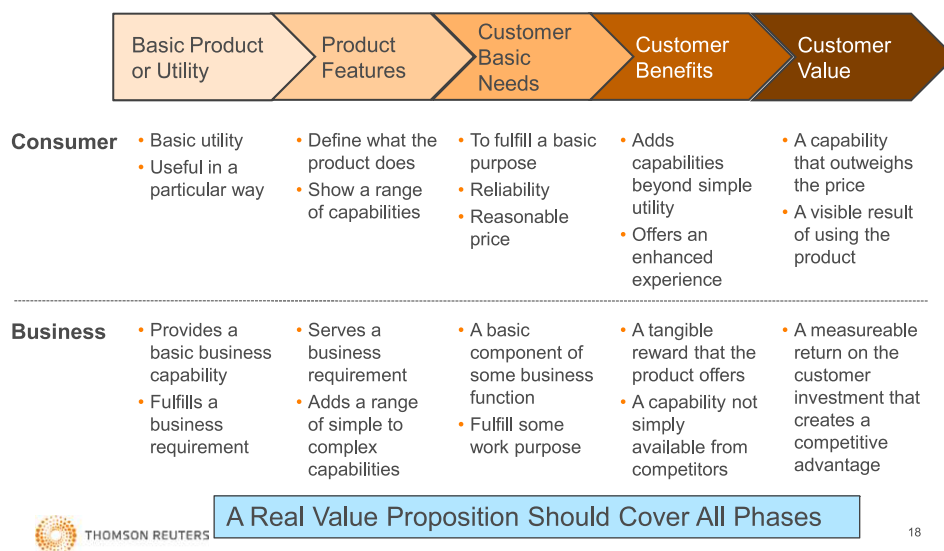 Basic Product
or Utility
Product
Features
Customer
Basic
Needs
Customer
Benefits
Customer
Value
Consumer
• Basic utility
• Useful in a
particular way
• Define what the
product does
• Show a range
of capabilities
• To fulfill a basic
purpose
• Reliability
• Reasonable
price
• Adds
capabilities
beyond simple
utility
• Offers an
enhanced
experience
• A capability
that outweighs
the price
• A visible result
of using the
product
Business
• Provides a
basic business
capability
• Fulfills a
business
requirement
• Serves a
business
requirement
• Adds a range
of simple to
complex
capabilities
• A basic
component of
some business
function
• Fulfill some
work purpose
• A tangible
reward that the
product offers
• A capability not
simply
available from
competitors
• A measureable
return on the
customer
investment that
creates a
competitive
advantage
A Real Value Proposition Should Cover All Phases
THOMSON REUTERS
18